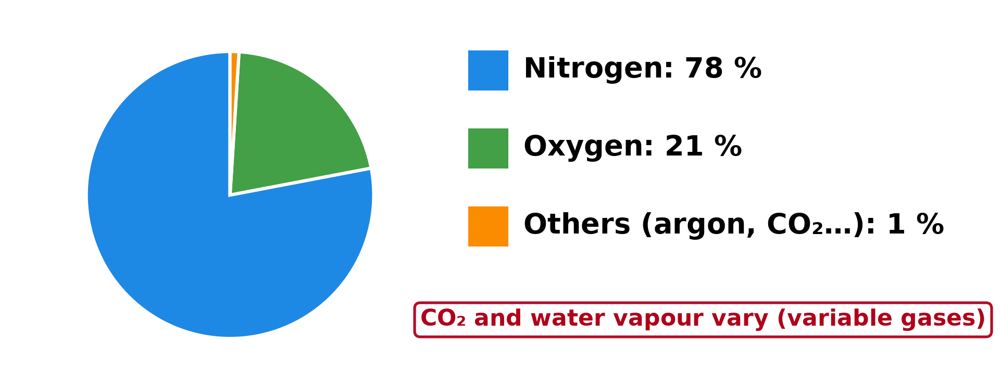 Nitrogen: 78 %
Oxygen: 21 %
Others (argon, CO₂…): 1 %
CO₂ and water vapour vary (variable gases)